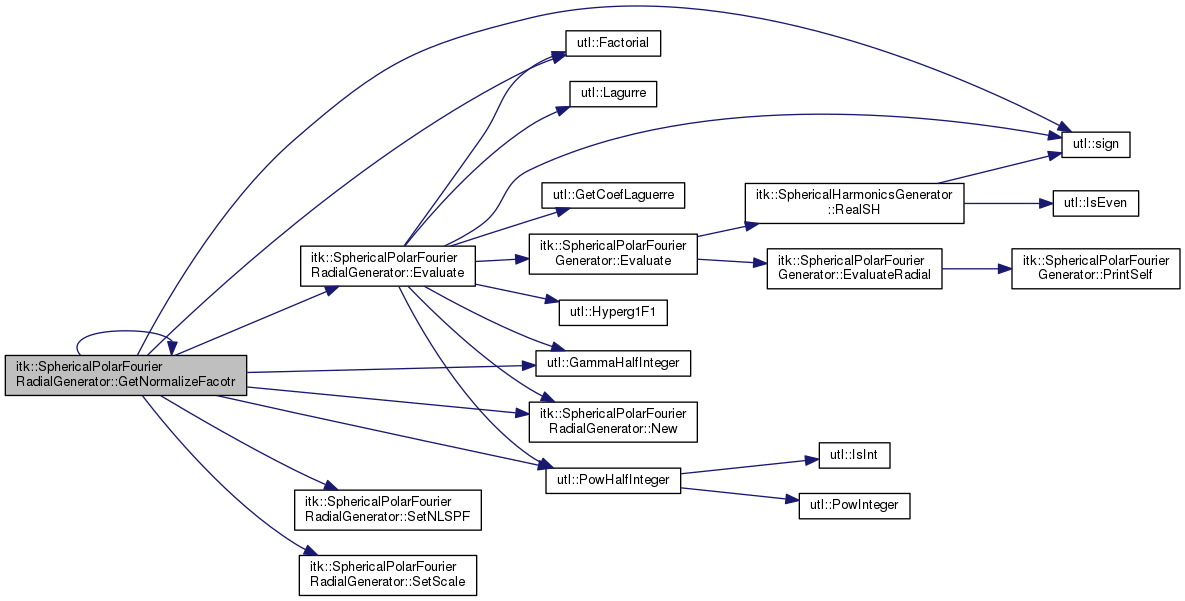 utl::Factorial
utl::Lagurre
utl::sign
utl::GetCoefLaguerre
itk::SphericalHarmonicsGenerator
::RealSH
utl::IsEven
itk::SphericalPolarFourier
RadialGenerator::Evaluate
itk::SphericalPolarFourier
Generator::Evaluate
itk::SphericalPolarFourier
Generator::EvaluateRadial
itk::SphericalPolarFourier
Generator::PrintSelf
utl::Hyperg1F1
itk::SphericalPolarFourier
RadialGenerator::GetNormalizeFacotr
utl::GammaHalfInteger
itk::SphericalPolarFourier
RadialGenerator::New
utl::PowHalfInteger
utl::IsInt
utl::PowInteger
itk::SphericalPolarFourier
RadialGenerator::SetNLSPF
itk::SphericalPolarFourier
RadialGenerator::SetScale